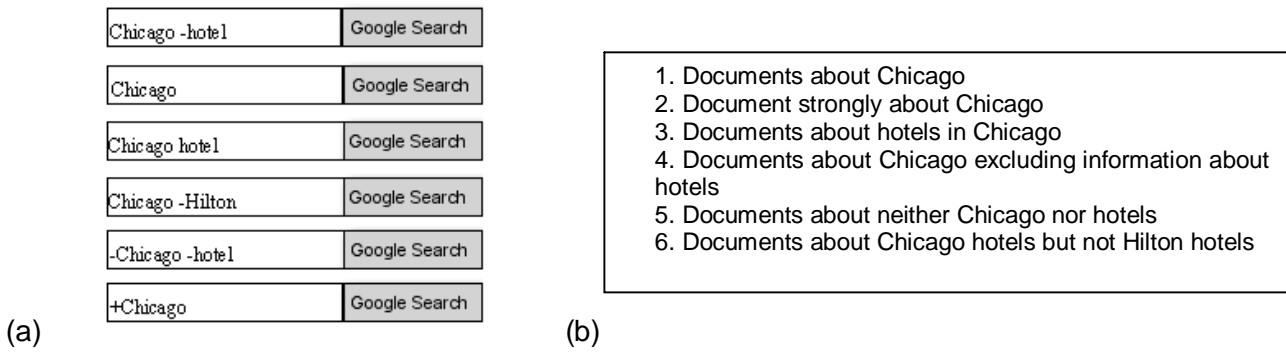 Chicago -hotel Google Search
Chicago Google Search
Chicago hotel Google Search
Chicago -Hilton Google Search
-Chicago -hotel Google Search
+Chicago Google Search
(a)
1. Documents about Chicago
2. Document strongly about Chicago
3. Documents about hotels in Chicago
4. Documents about Chicago excluding information about
hotels
5. Documents about neither Chicago nor hotels
6. Documents about Chicago hotels but not Hilton hotels
(b)